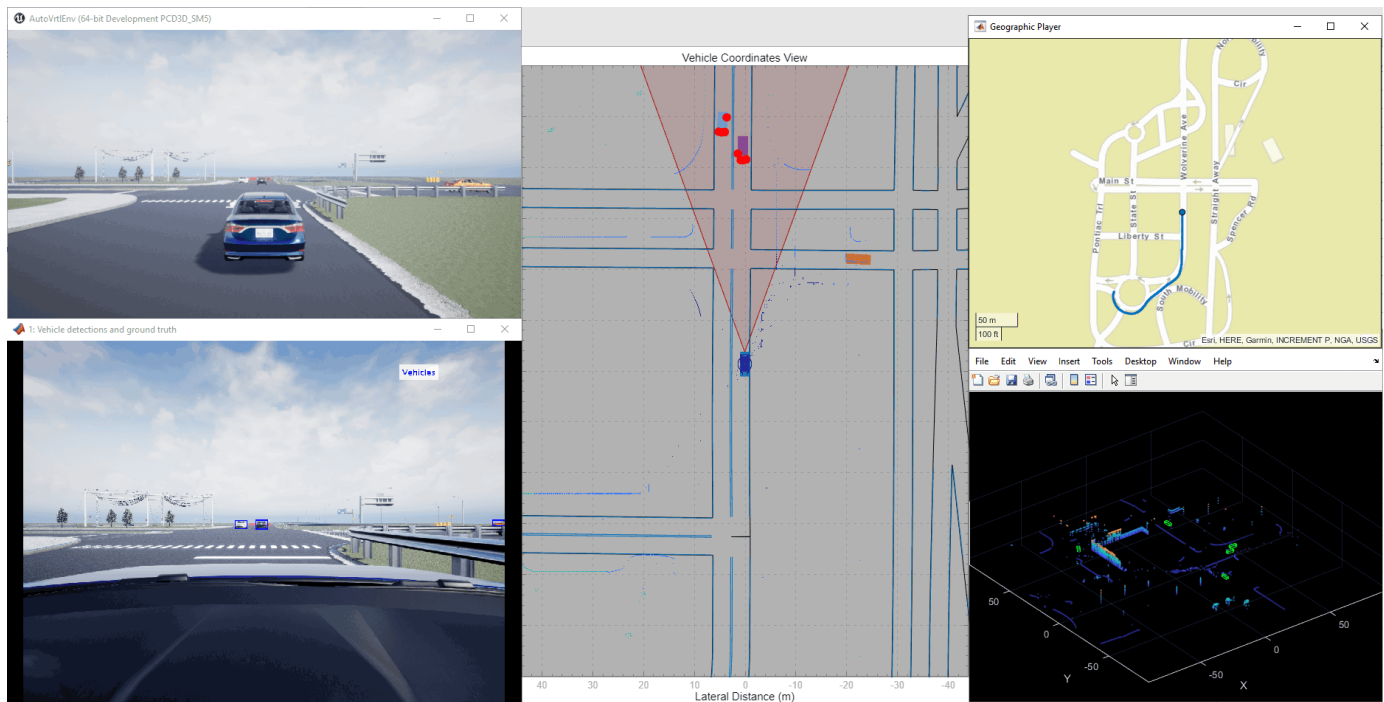 AutoVrtlEnv (64-bit Development PCD3D_SM5)
1: Vehicle detections and ground truth
Vehicles
Vehicle Coordinates View
40 30 20 10 0 -10 -20 -30 -40
Lateral Distance (m)
Geographic Player
Mobility
Cir
Wolverine Ave
Main St
Straight Away
State St
Pontiac Trl
Spencer Rd
Liberty St
South Mobility
50 m
100 ft
Cir
Esri, HERE, Garmin, INCREMENT P, NGA, USGS
File Edit View Insert Tools Desktop Window Help
50
0
-50
Y
50
0
-50
X